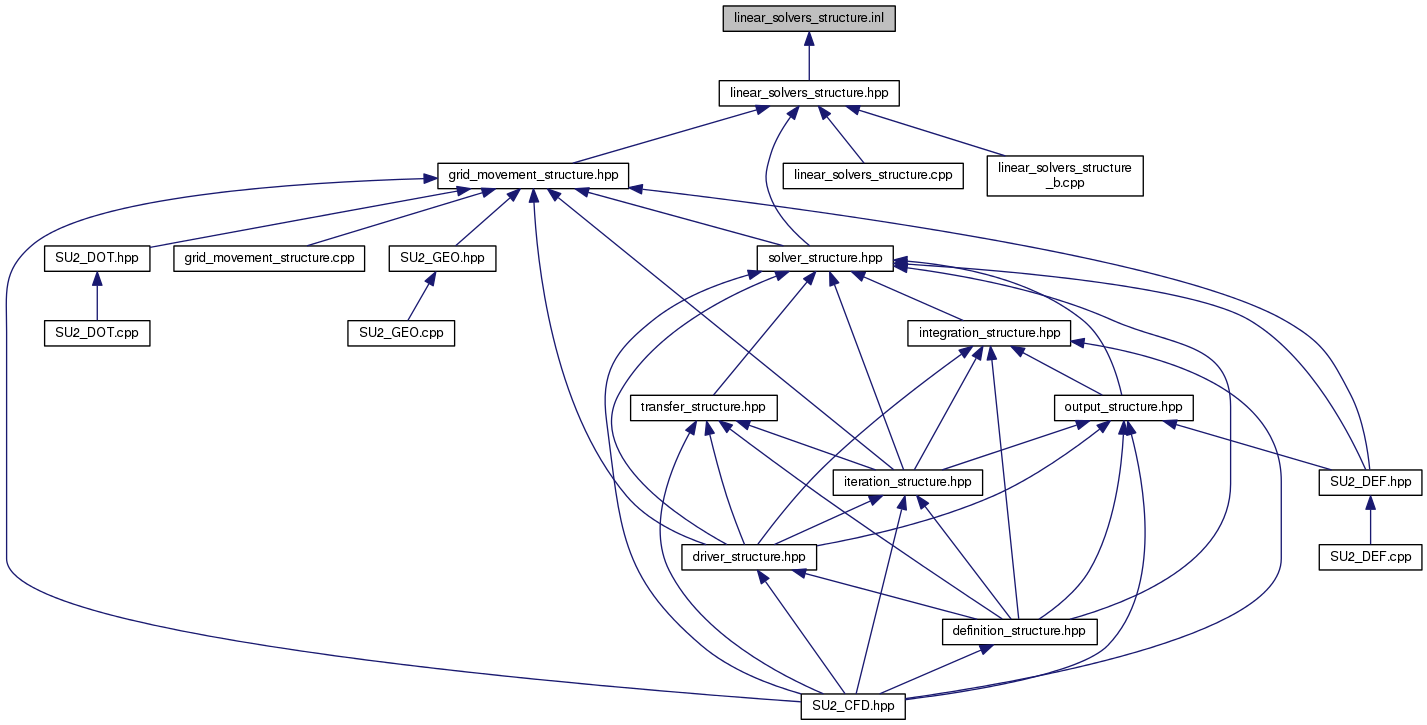 linear_solvers_structure.inl
linear_solvers_structure.hpp
grid_movement_structure.hpp
linear_solvers_structure.cpp
linear_solvers_structure
_b.cpp
SU2_DOT.hpp
grid_movement_structure.cpp
SU2_GEO.hpp
solver_structure.hpp
SU2_DOT.cpp
SU2_GEO.cpp
integration_structure.hpp
transfer_structure.hpp
output_structure.hpp
iteration_structure.hpp
SU2_DEF.hpp
driver_structure.hpp
SU2_DEF.cpp
definition_structure.hpp
SU2_CFD.hpp